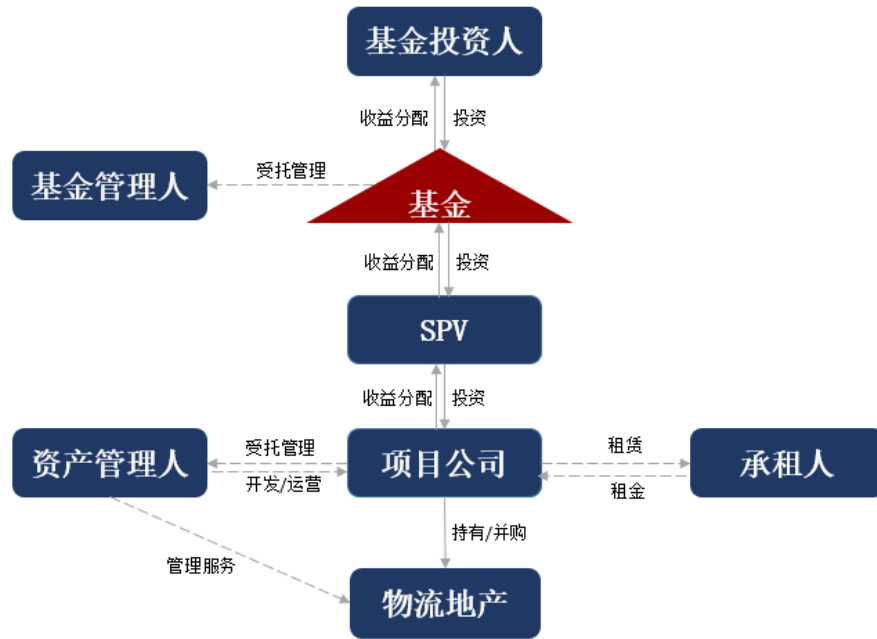 基金投资人
收益分配
投资
受托管理
基金管理人
基金
收益分配
投资
SPV
收益分配
投资
资产管理人
受托管理
开发/运营
项目公司
租赁
租金
承租人
持有/并购
管理服务
物流地产